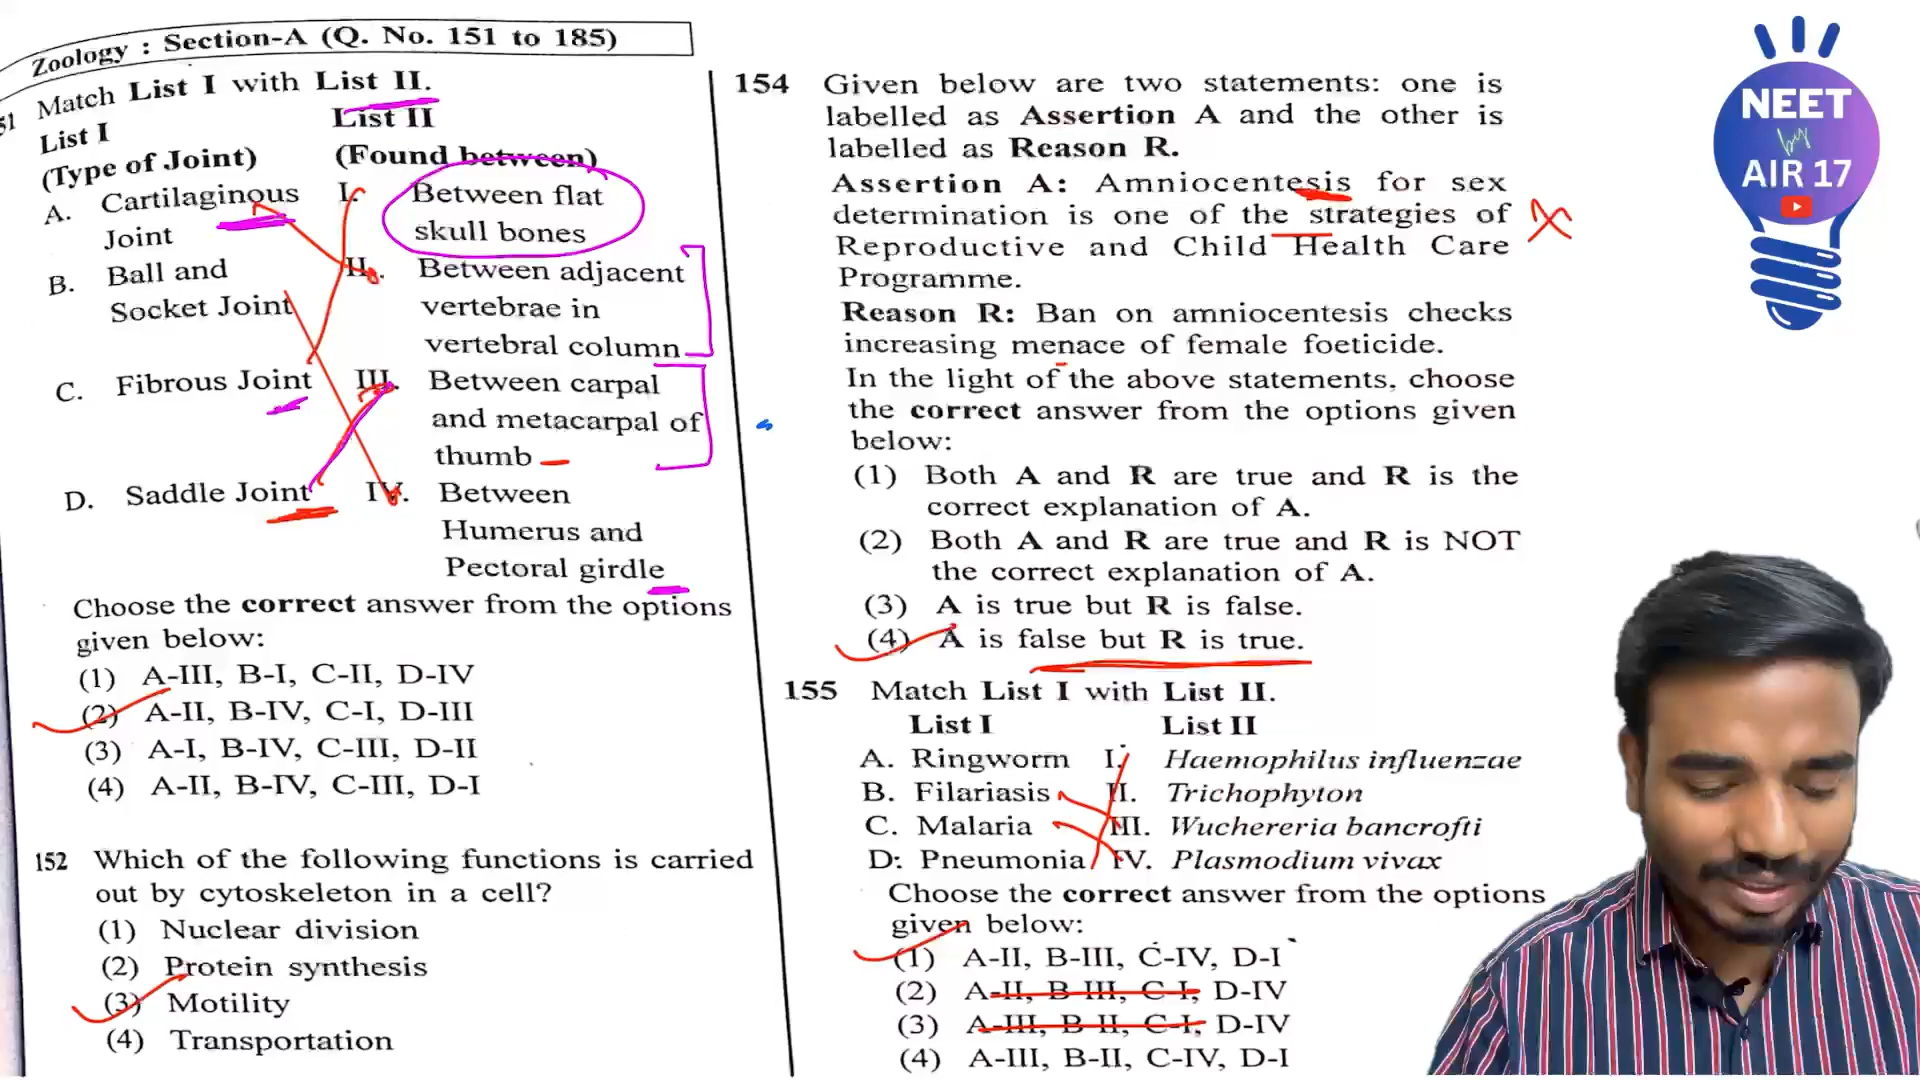 Zoology : Section-A (Q. No. 151 to 185)
51 Match List I with List II.
List I List II
(Type of Joint) (Found between)
A. Cartilaginous Joint I. Between flat skull bones
B. Ball and Socket Joint II. Between adjacent vertebrae in vertebral column
C. Fibrous Joint III. Between carpal and metacarpal of thumb
D. Saddle Joint IV. Between Humerus and Pectoral girdle
Choose the correct answer from the options
given below:
(1) A-III, B-I, C-II, D-IV
(2) A-II, B-IV, C-I, D-III
(3) A-I, B-IV, C-III, D-II
(4) A-II, B-IV, C-III, D-I
152 Which of the following functions is carried
out by cytoskeleton in a cell?
(1) Nuclear division
(2) Protein synthesis
(3) Motility
(4) Transportation
154 Given below are two statements: one is
labelled as Assertion A and the other is
labelled as Reason R.
Assertion A: Amniocentesis for sex
determination is one of the strategies of
Reproductive and Child Health Care
Programme.
Reason R: Ban on amniocentesis checks
increasing menace of female foeticide.
In the light of the above statements, choose
the correct answer from the options given
below:
(1) Both A and R are true and R is the
correct explanation of A.
(2) Both A and R are true and R is NOT
the correct explanation of A.
(3) A is true but R is false.
(4) A is false but R is true.
155 Match List I with List II.
List I List II
A. Ringworm I. Haemophilus influenzae
B. Filariasis II. Trichophyton
C. Malaria III. Wuchereria bancrofti
D: Pneumonia IV. Plasmodium vivax
Choose the correct answer from the options
given below:
(1) A-II, B-III, C-IV, D-I
(2) A-II, B-III, C-I, D-IV
(3) A-III, B-II, C-I, D-IV
(4) A-III, B-II, C-IV, D-I
NEET
by
AIR 17